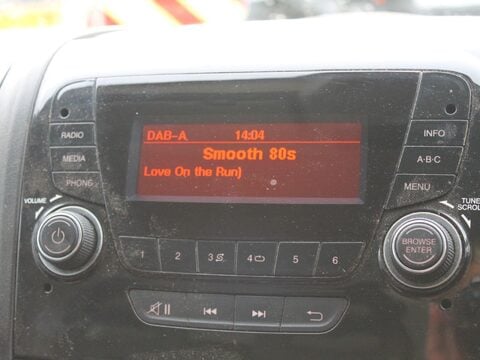 DAB-A 14:04
Smooth 80s
Love On the Run)
RADIO
MEDIA
PHONE
INFO
A-B-C
MENU
VOLUME
TUNE
SCROLL
BROWSE
ENTER
1 2 3 4 5 6